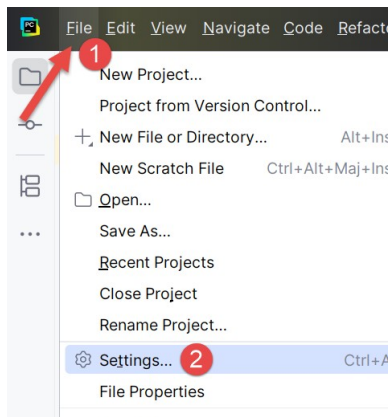 PC
File Edit View Navigate Code Refacto
1
New Project...
Project from Version Control...
New File or Directory... Alt+Ins
New Scratch File Ctrl+Alt+Maj+Ins
Open...
Save As...
Recent Projects
Close Project
Rename Project...
Settings... 2 Ctrl+A
File Properties